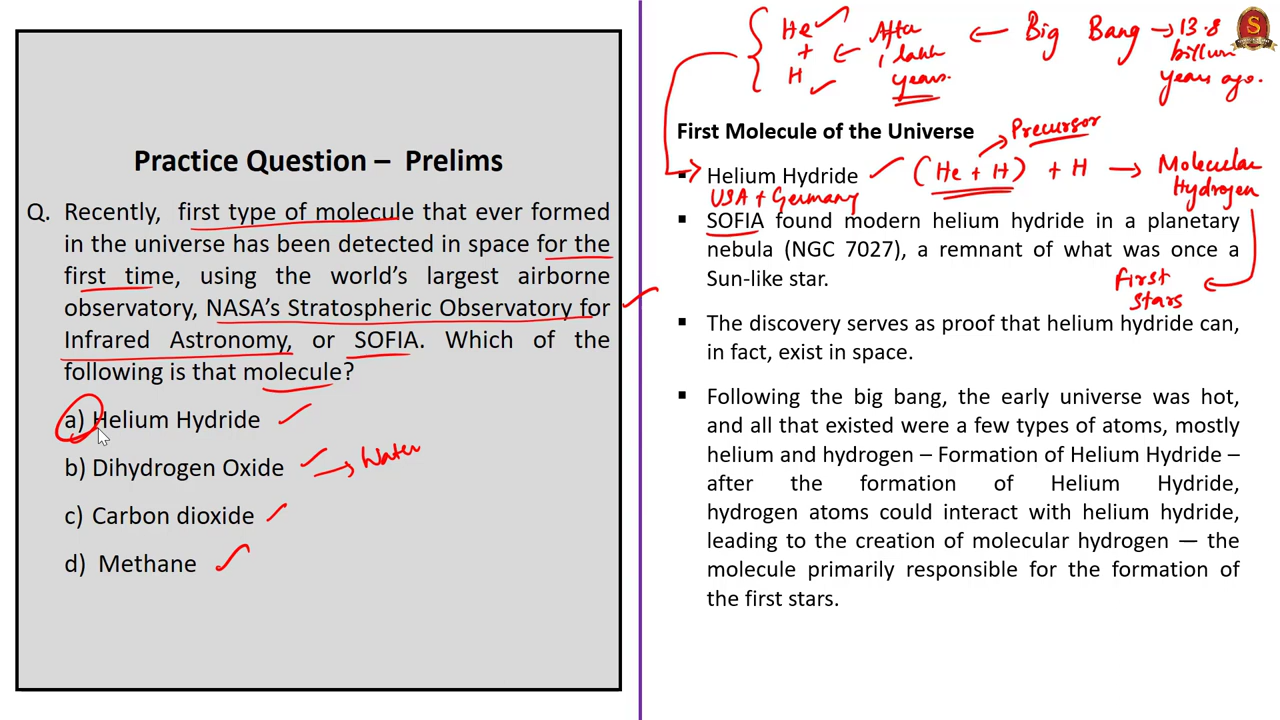 Practice Question – Prelims
Q. Recently, first type of molecule that ever formed
in the universe has been detected in space for the
first time, using the world's largest airborne
observatory, NASA's Stratospheric Observatory for
Infrared Astronomy, or SOFIA. Which of the
following is that molecule?
a) Helium Hydride
b) Dihydrogen Oxide → Water
c) Carbon dioxide
d) Methane
He + H ← After 1 lakh years. ← Big Bang → 13.8 billion years ago.
S
First Molecule of the Universe
Precursor
▪ Helium Hydride (He + H) + H → Molecular Hydrogen
USA + Germany
▪ SOFIA found modern helium hydride in a planetary
nebula (NGC 7027), a remnant of what was once a
Sun-like star.
First stars
▪ The discovery serves as proof that helium hydride can,
in fact, exist in space.
▪ Following the big bang, the early universe was hot,
and all that existed were a few types of atoms, mostly
helium and hydrogen – Formation of Helium Hydride –
after the formation of Helium Hydride,
hydrogen atoms could interact with helium hydride,
leading to the creation of molecular hydrogen — the
molecule primarily responsible for the formation of
the first stars.